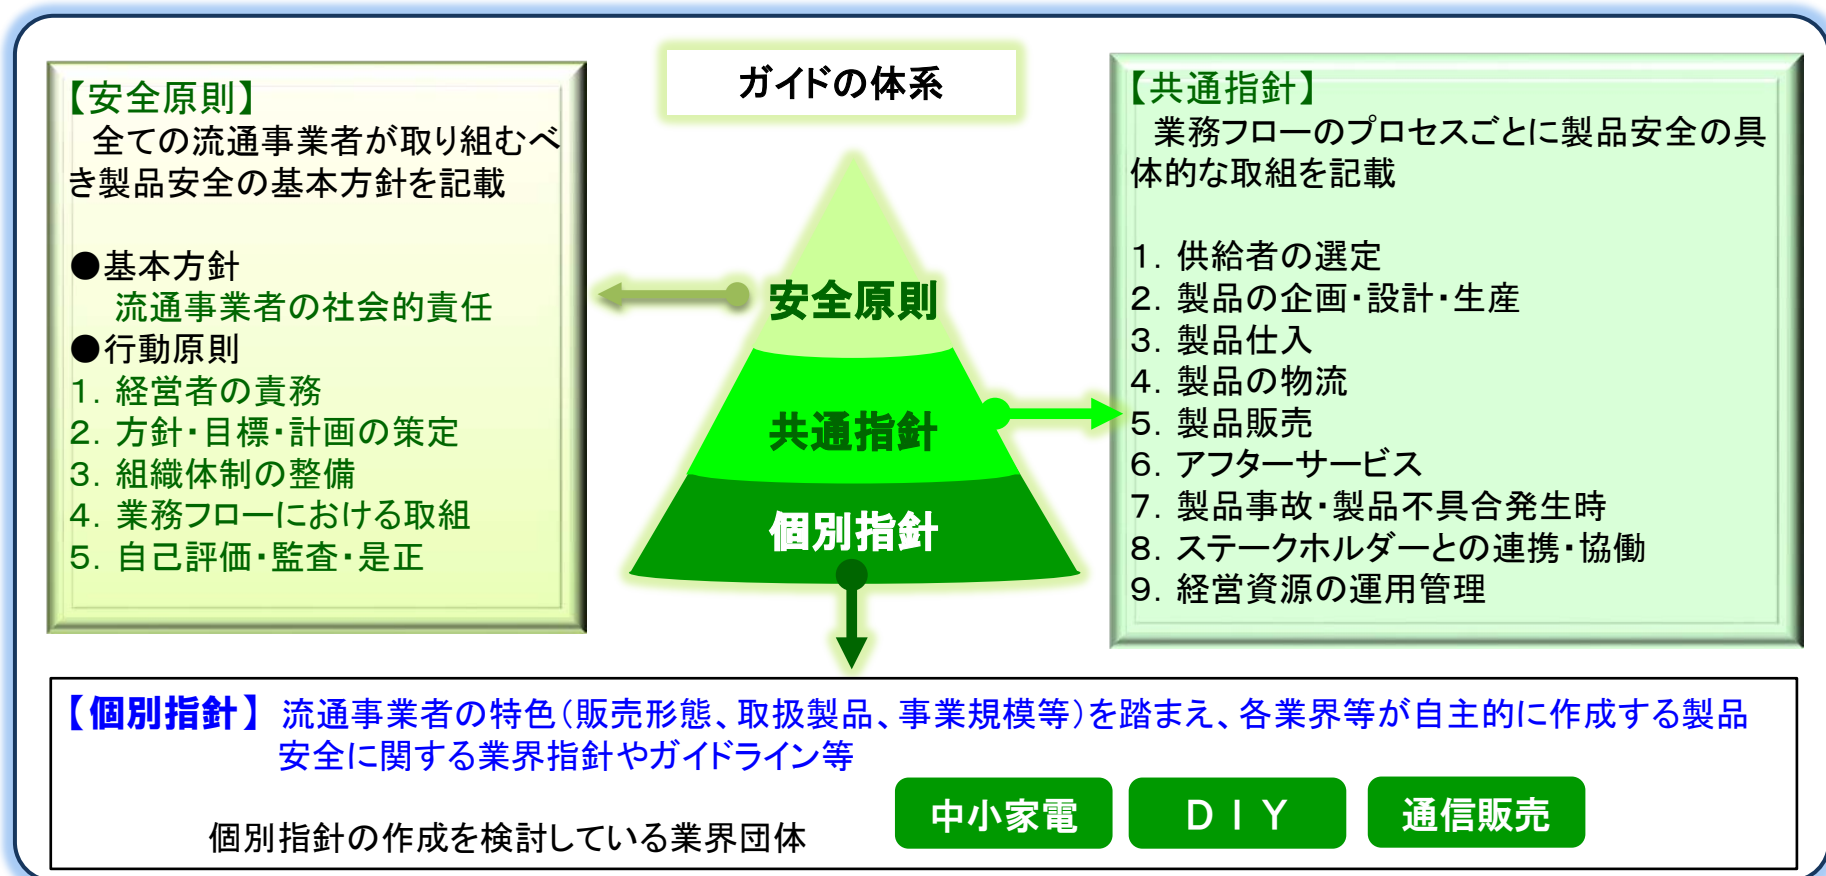 ガイドの体系
【安全原則】
全ての流通事業者が取り組むべ
き製品安全の基本方針を記載
●基本方針
流通事業者の社会的責任
●行動原則
1. 経営者の責務
2. 方針・目標・計画の策定
3. 組織体制の整備
4. 業務フローにおける取組
5. 自己評価・監査・是正
安全原則
共通指針
個別指針
【共通指針】
業務フローのプロセスごとに製品安全の具
体的な取組を記載
1. 供給者の選定
2. 製品の企画・設計・生産
3. 製品仕入
4. 製品の物流
5. 製品販売
6. アフターサービス
7. 製品事故・製品不具合発生時
8. ステークホルダーとの連携・協働
9. 経営資源の運用管理
【個別指針】 流通事業者の特色(販売形態、取扱製品、事業規模等)を踏まえ、各業界等が自主的に作成する製品
安全に関する業界指針やガイドライン等
個別指針の作成を検討している業界団体
中小家電
DIY
通信販売